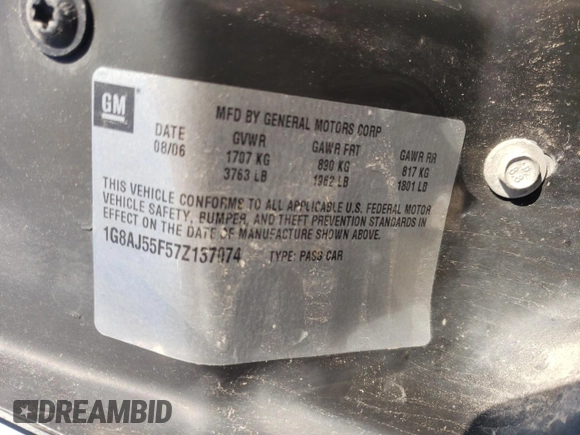 GM
MFD BY GENERAL MOTORS CORP
DATE GVWR GAWR FRT GAWR RR
08/06 1707 KG 890 KG 817 KG
3763 LB 1962 LB 1801 LB
THIS VEHICLE CONFORMS TO ALL APPLICABLE U.S. FEDERAL MOTOR
VEHICLE SAFETY, BUMPER, AND THEFT PREVENTION STANDARDS IN
EFFECT ON THE DATE OF MANUFACTURE SHOWN ABOVE.
1G8AJ55F57Z157074 TYPE: PASS CAR
DREAMBID